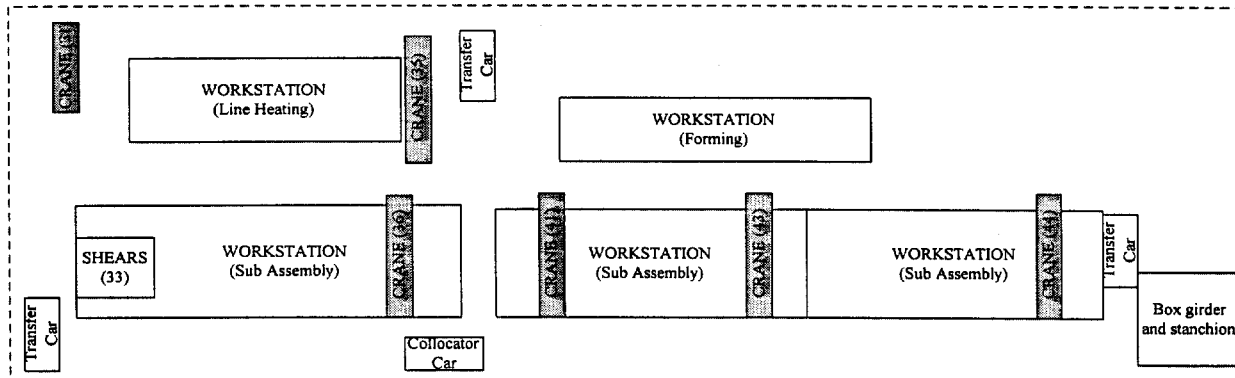 CRANE (31)
CRANE (35)
Transfer
Car
WORKSTATION
(Line Heating)
WORKSTATION
(Forming)
CRANE (36)
CRANE (41)
CRANE (43)
CRANE (44)
SHEARS
(33)
WORKSTATION
(Sub Assembly)
WORKSTATION
(Sub Assembly)
WORKSTATION
(Sub Assembly)
Transfer
Car
Transfer
Car
Collocator
Car
Box girder
and stanchion